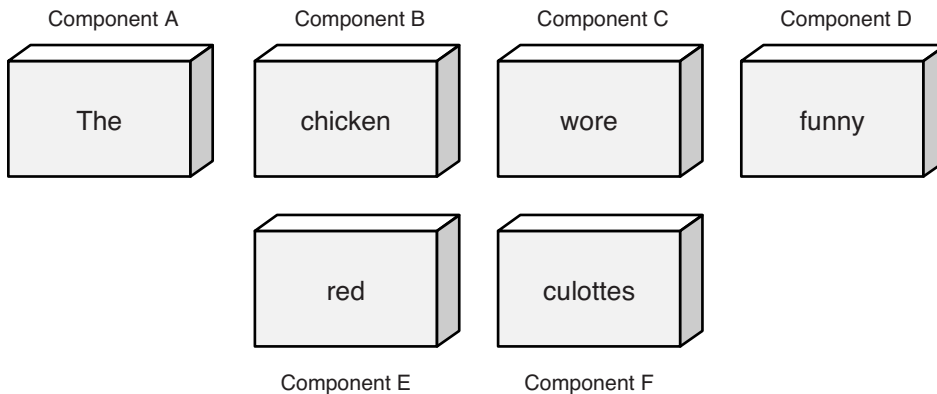 Component A Component B Component C Component D
The chicken wore funny
red culottes
Component E Component F